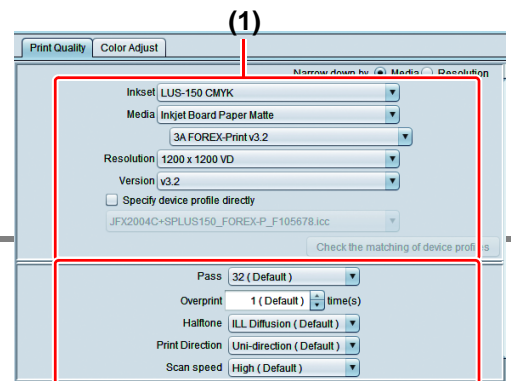 (1)
Print Quality Color Adjust
Narrow down by Media Resolution
Inkset LUS-150 CMYK
Media Inkjet Board Paper Matte
3A FOREX-Print v3.2
Resolution 1200 x 1200 VD
Version v3.2
Specify device profile directly
JFX2004C+SPLUS150_FOREX-P_F105678.icc
Check the matching of device profiles
Pass 32 ( Default )
Overprint 1 ( Default ) time(s)
Halftone ILL Diffusion ( Default )
Print Direction Uni-direction ( Default )
Scan speed High ( Default )